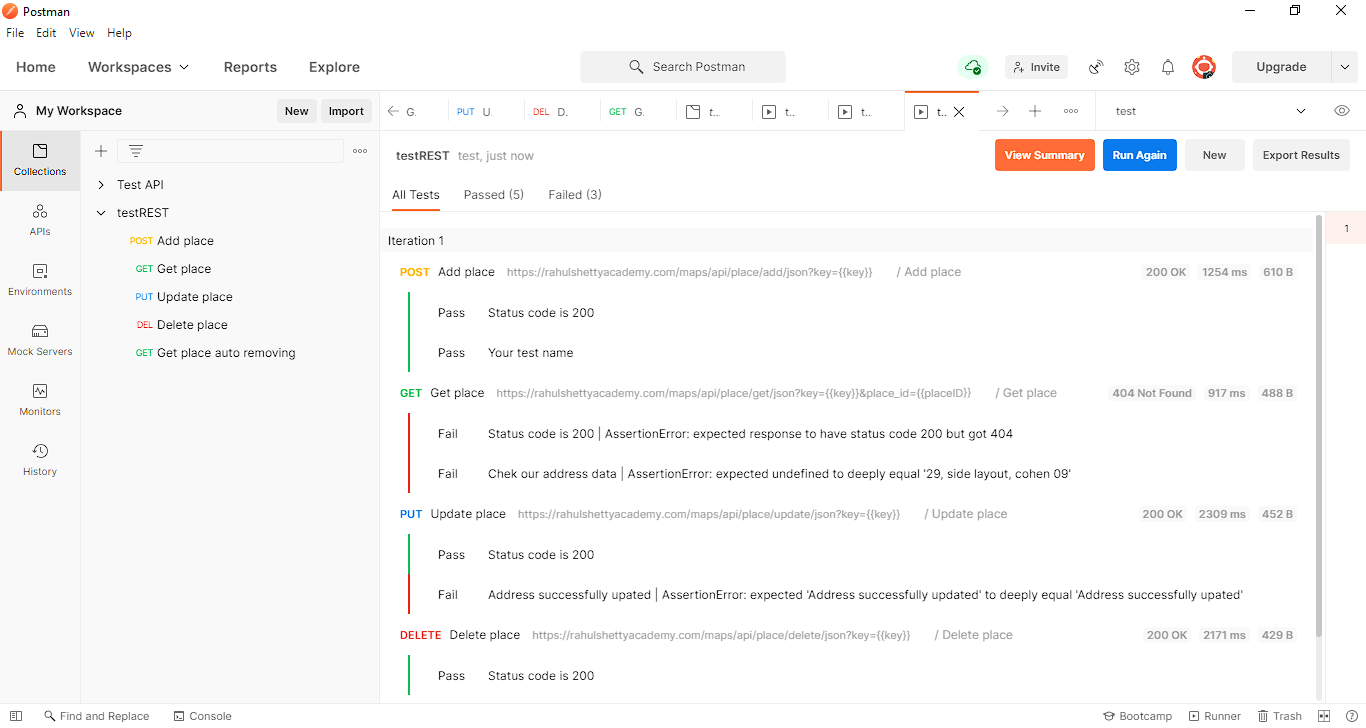 Postman
File Edit View Help
Home Workspaces Reports Explore Search Postman Invite Upgrade
My Workspace New Import
G. PUT U. DEL D. GET G. t... t.. t... t.. test
Collections
APIs
Environments
Mock Servers
Monitors
History
Test API
testREST
POST Add place
GET Get place
PUT Update place
DEL Delete place
GET Get place auto removing
testREST test, just now View Summary Run Again New Export Results
All Tests Passed (5) Failed (3)
1
Iteration 1
POST Add place https://rahulshettyacademy.com/maps/api/place/add/json?key={{key}} / Add place 200 OK 1254 ms 610 B
Pass Status code is 200
Pass Your test name
GET Get place https://rahulshettyacademy.com/maps/api/place/get/json?key={{key}}&place_id={{placeID}} / Get place 404 Not Found 917 ms 488 B
Fail Status code is 200 | AssertionError: expected response to have status code 200 but got 404
Fail Chek our address data | AssertionError: expected undefined to deeply equal '29, side layout, cohen 09'
PUT Update place https://rahulshettyacademy.com/maps/api/place/update/json?key={{key}} / Update place 200 OK 2309 ms 452 B
Pass Status code is 200
Fail Address successfully upated | AssertionError: expected 'Address successfully updated' to deeply equal 'Address successfully upated'
DELETE Delete place https://rahulshettyacademy.com/maps/api/place/delete/json?key={{key}} / Delete place 200 OK 2171 ms 429 B
Pass Status code is 200
Find and Replace Console Bootcamp Runner Trash